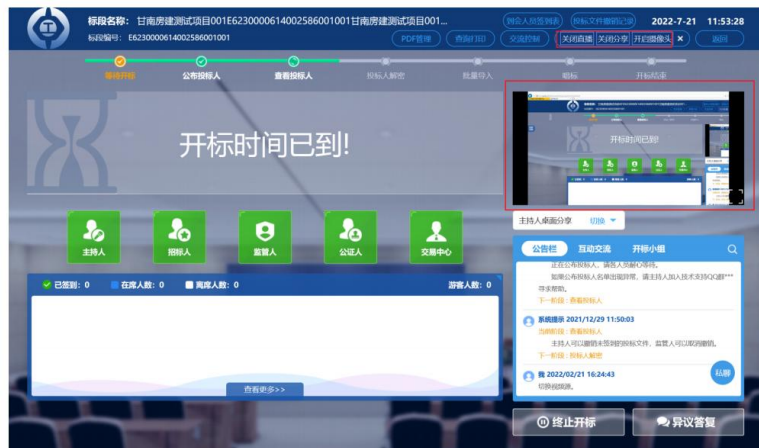 标段名称： 甘南房建测试项目001E6230000614002586001001甘南房建测试项目001...
到会人员签到表 投标文件撤销记录 2022-7-21 11:53:28
标段编号： E6230000614002586001001
PDF管理 查询打印 交流控制 关闭直播 关闭分享 开启摄像头 × 返回
等待开标 公布投标人 查看投标人 投标人解密 批量导入 唱标 开标结束
开标时间已到!
开标时间已到!
主持人 招标人 监管人 公证人 交易中心
主持人桌面分享 切换
公告栏 互动交流 开标小组
已签到：0 在席人数：0 离席人数：0 游客人数：0
正在公布投标人，请各人员耐心等待。
如果公布投标人名单出现异常，请主持人加入技术支持QQ群***
寻求帮助。
下一阶段：查看投标人
系统提示 2021/12/29 11:50:03
当前阶段：查看投标人
主持人可以撤销未签到的投标文件，监管人可以取消撤销。
下一阶段：投标人解密
我 2022/02/21 16:24:43
切换视频源。
私聊
查看更多>>
终止开标 异议答复